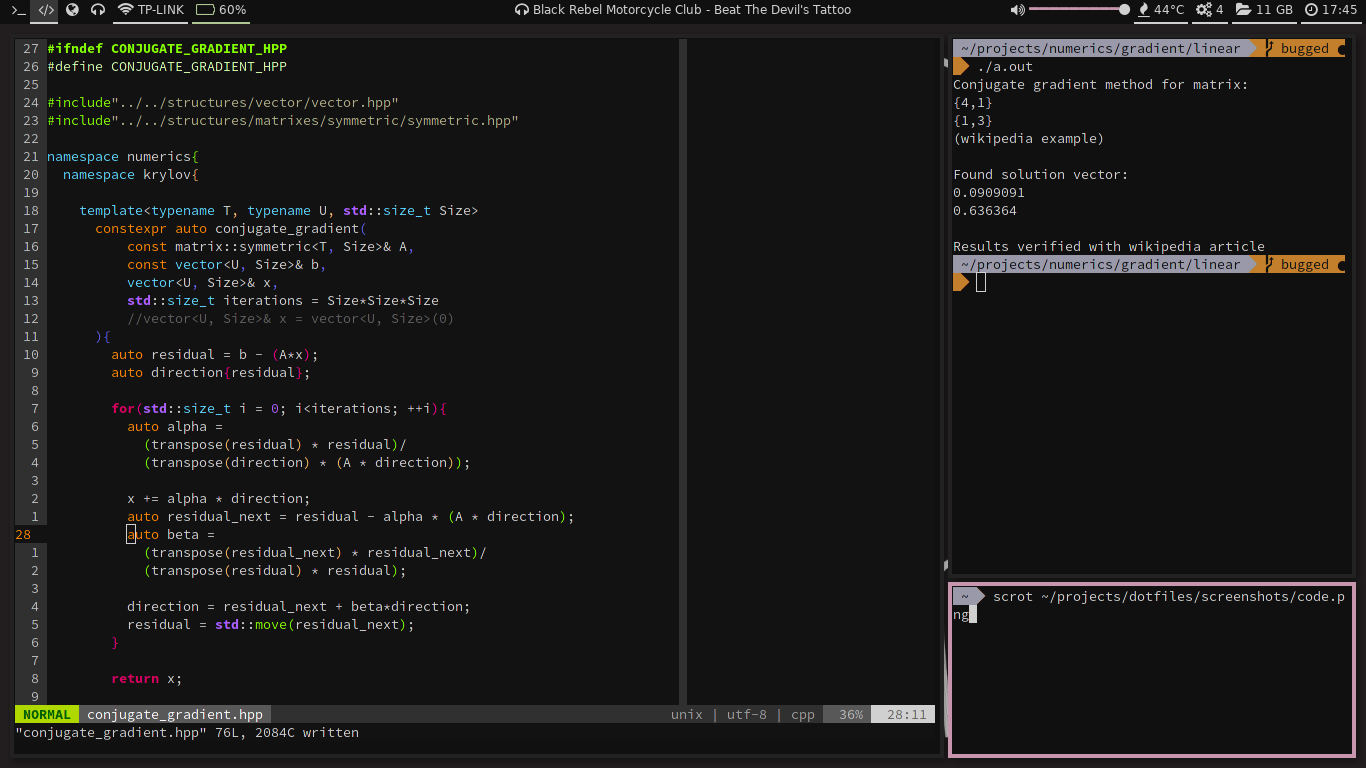 >_ </> TP-LINK 60% Black Rebel Motorcycle Club - Beat The Devil's Tattoo 44°C 4 11 GB 17:45
27 #ifndef CONJUGATE_GRADIENT_HPP
26 #define CONJUGATE_GRADIENT_HPP
25
24 #include"../../structures/vector/vector.hpp"
23 #include"../../structures/matrixes/symmetric/symmetric.hpp"
22
21 namespace numerics{
20   namespace krylov{
19
18     template<typename T, typename U, std::size_t Size>
17       constexpr auto conjugate_gradient(
16           const matrix::symmetric<T, Size>& A,
15           const vector<U, Size>& b,
14           vector<U, Size>& x,
13           std::size_t iterations = Size*Size*Size
12           //vector<U, Size>& x = vector<U, Size>(0)
11       ){
10         auto residual = b - (A*x);
9         auto direction{residual};
8
7         for(std::size_t i = 0; i<iterations; ++i){
6           auto alpha =
5             (transpose(residual) * residual)/
4             (transpose(direction) * (A * direction));
3
2           x += alpha * direction;
1           auto residual_next = residual - alpha * (A * direction);
28           auto beta =
1             (transpose(residual_next) * residual_next)/
2             (transpose(residual) * residual);
3
4           direction = residual_next + beta*direction;
5           residual = std::move(residual_next);
6         }
7
8         return x;
9
NORMAL conjugate_gradient.hpp unix | utf-8 | cpp 36% 28:11
"conjugate_gradient.hpp" 76L, 2084C written
~/projects/numerics/gradient/linear bugged
./a.out
Conjugate gradient method for matrix:
{4,1}
{1,3}
(wikipedia example)

Found solution vector:
0.0909091
0.636364

Results verified with wikipedia article
~/projects/numerics/gradient/linear bugged
~ scrot ~/projects/dotfiles/screenshots/code.p
ng